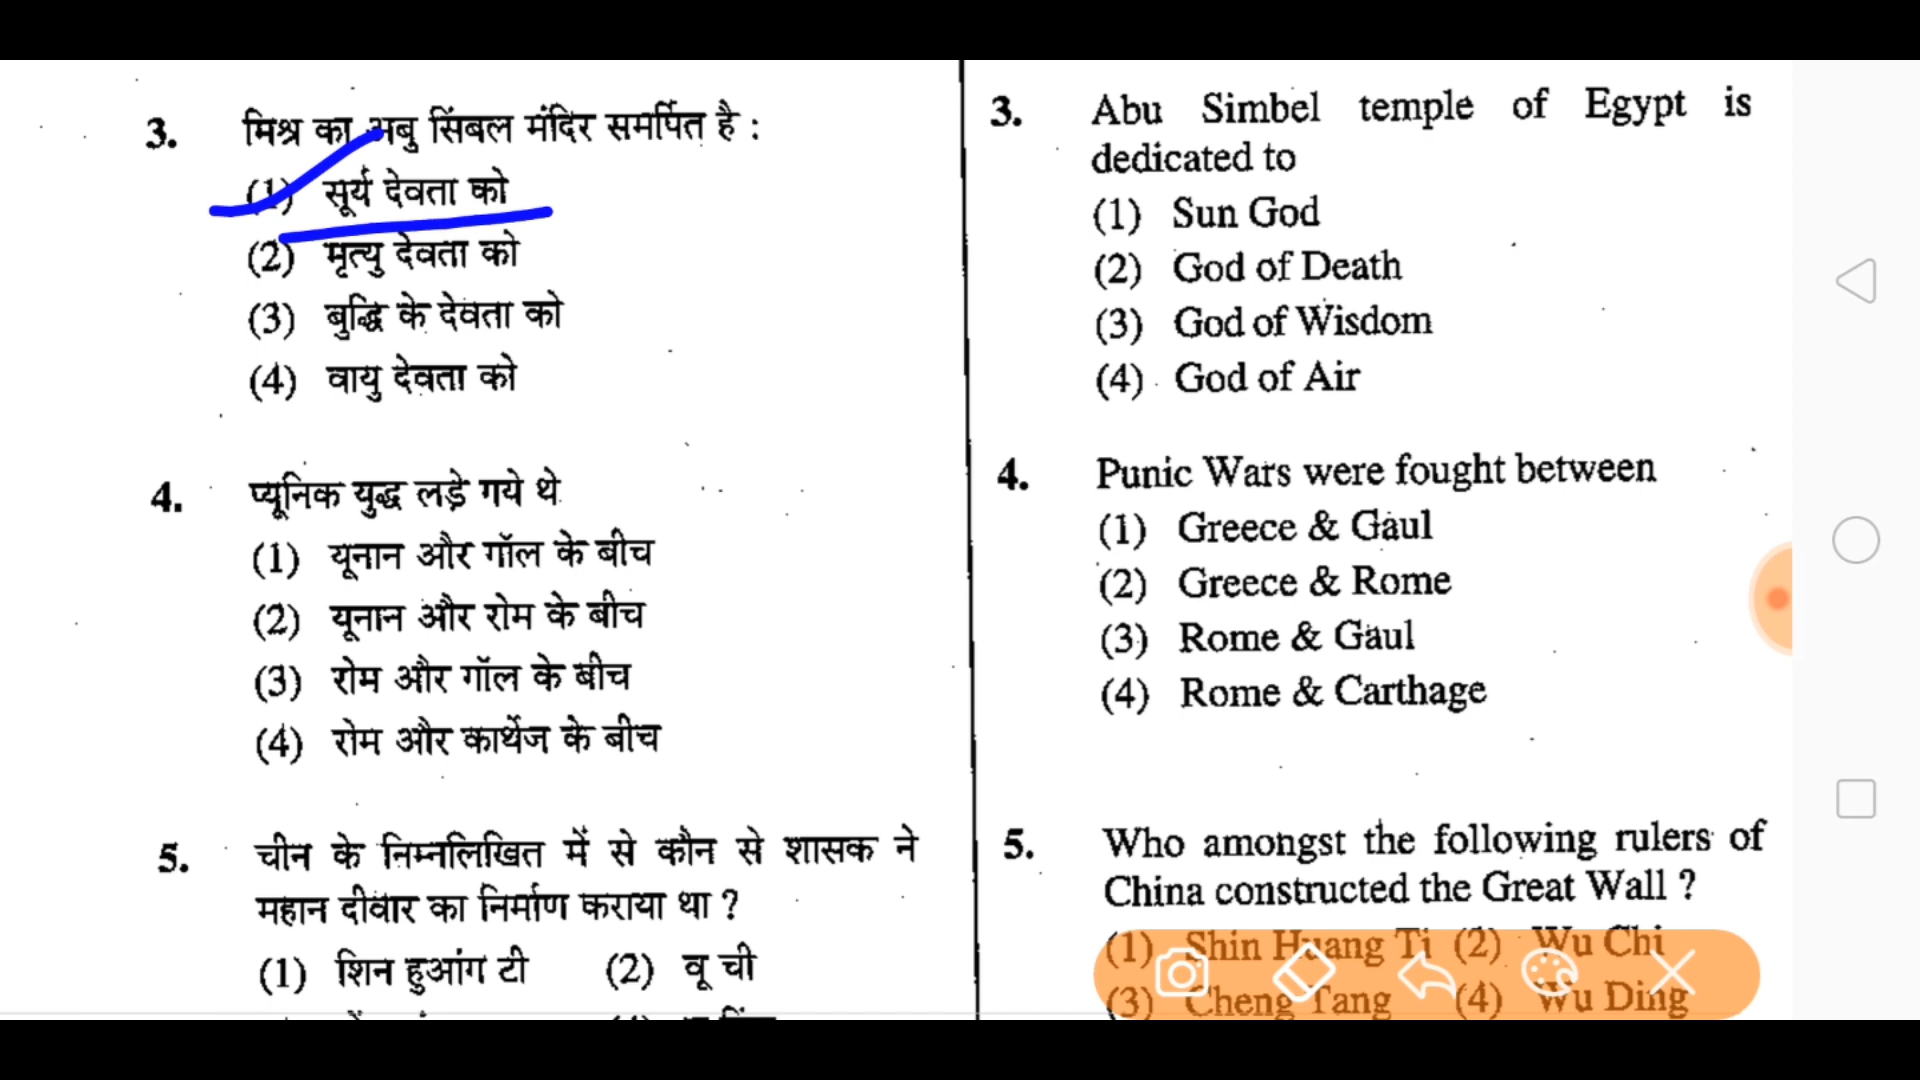 3. मिश्र का अबु सिंबल मंदिर समर्पित है :
(1) सूर्य देवता को
(2) मृत्यु देवता को
(3) बुद्धि के देवता को
(4) वायु देवता को
4. प्यूनिक युद्ध लड़े गये थे
(1) यूनान और गॉल के बीच
(2) यूनान और रोम के बीच
(3) रोम और गॉल के बीच
(4) रोम और कार्थेज के बीच
5. चीन के निम्नलिखित में से कौन से शासक ने
महान दीवार का निर्माण कराया था ?
(1) शिन हुआंग टी (2) वू ची
3. Abu Simbel temple of Egypt is
dedicated to
(1) Sun God
(2) God of Death
(3) God of Wisdom
(4) God of Air
4. Punic Wars were fought between
(1) Greece & Gaul
(2) Greece & Rome
(3) Rome & Gaul
(4) Rome & Carthage
5. Who amongst the following rulers of
China constructed the Great Wall ?
(1) Shin Huang Ti (2) Wu Chi
(3) Cheng Tang (4) Wu Ding